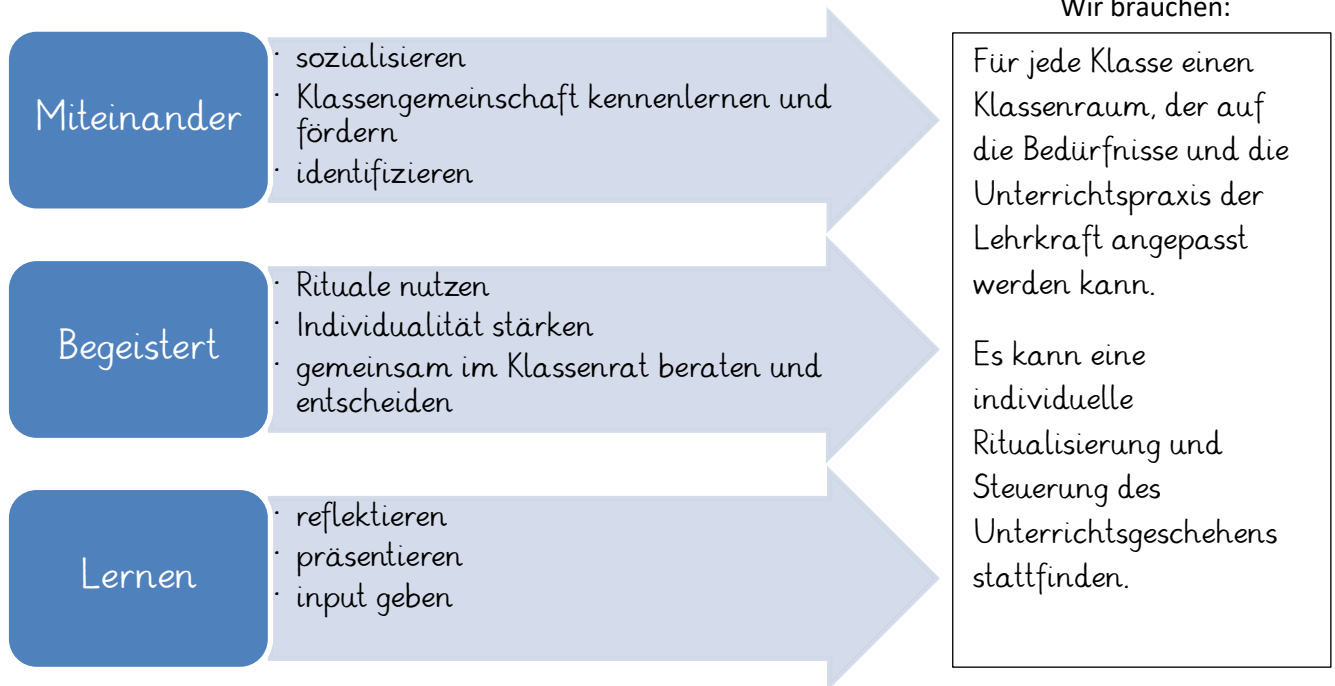 Miteinander
· sozialisieren
· Klassengemeinschaft kennenlernen und
fördern
· identifizieren
Begeistert
· Rituale nutzen
· Individualität stärken
· gemeinsam im Klassenrat beraten und
entscheiden
Lernen
· reflektieren
· präsentieren
· input geben
Wir brauchen:
Für jede Klasse einen
Klassenraum, der auf
die Bedürfnisse und die
Unterrichtspraxis der
Lehrkraft angepasst
werden kann.
Es kann eine
individuelle
Ritualisierung und
Steuerung des
Unterrichtsgeschehens
stattfinden.